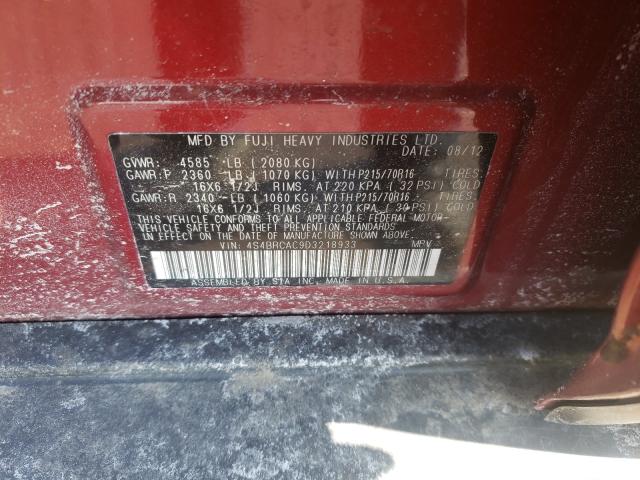 MFD BY FUJI HEAVY INDUSTRIES LTD.
DATE: 08/12
GVWR: 4585 LB ( 2080 KG)
GAWR:F 2360 LB ( 1070 KG) WITH P215/70R16 TIRES.
16X6 1/2J RIMS. AT 220 KPA ( 32 PSI) COLD
GAWR:R 2340 LB ( 1060 KG) WITH P215/70R16 TIRES.
16X6 1/2J RIMS. AT 210 KPA ( 30 PSI) COLD
THIS VEHICLE CONFORMS TO ALL APPLICABLE FEDERAL MOTOR
VEHICLE SAFETY AND THEFT PREVENTION STANDARDS
IN EFFECT ON THE DATE OF MANUFACTURE SHOWN ABOVE.
VIN: 4S4BRCAC9D3218933 MPV
ASSEMBLED BY SIA INC. MADE IN U.S.A.